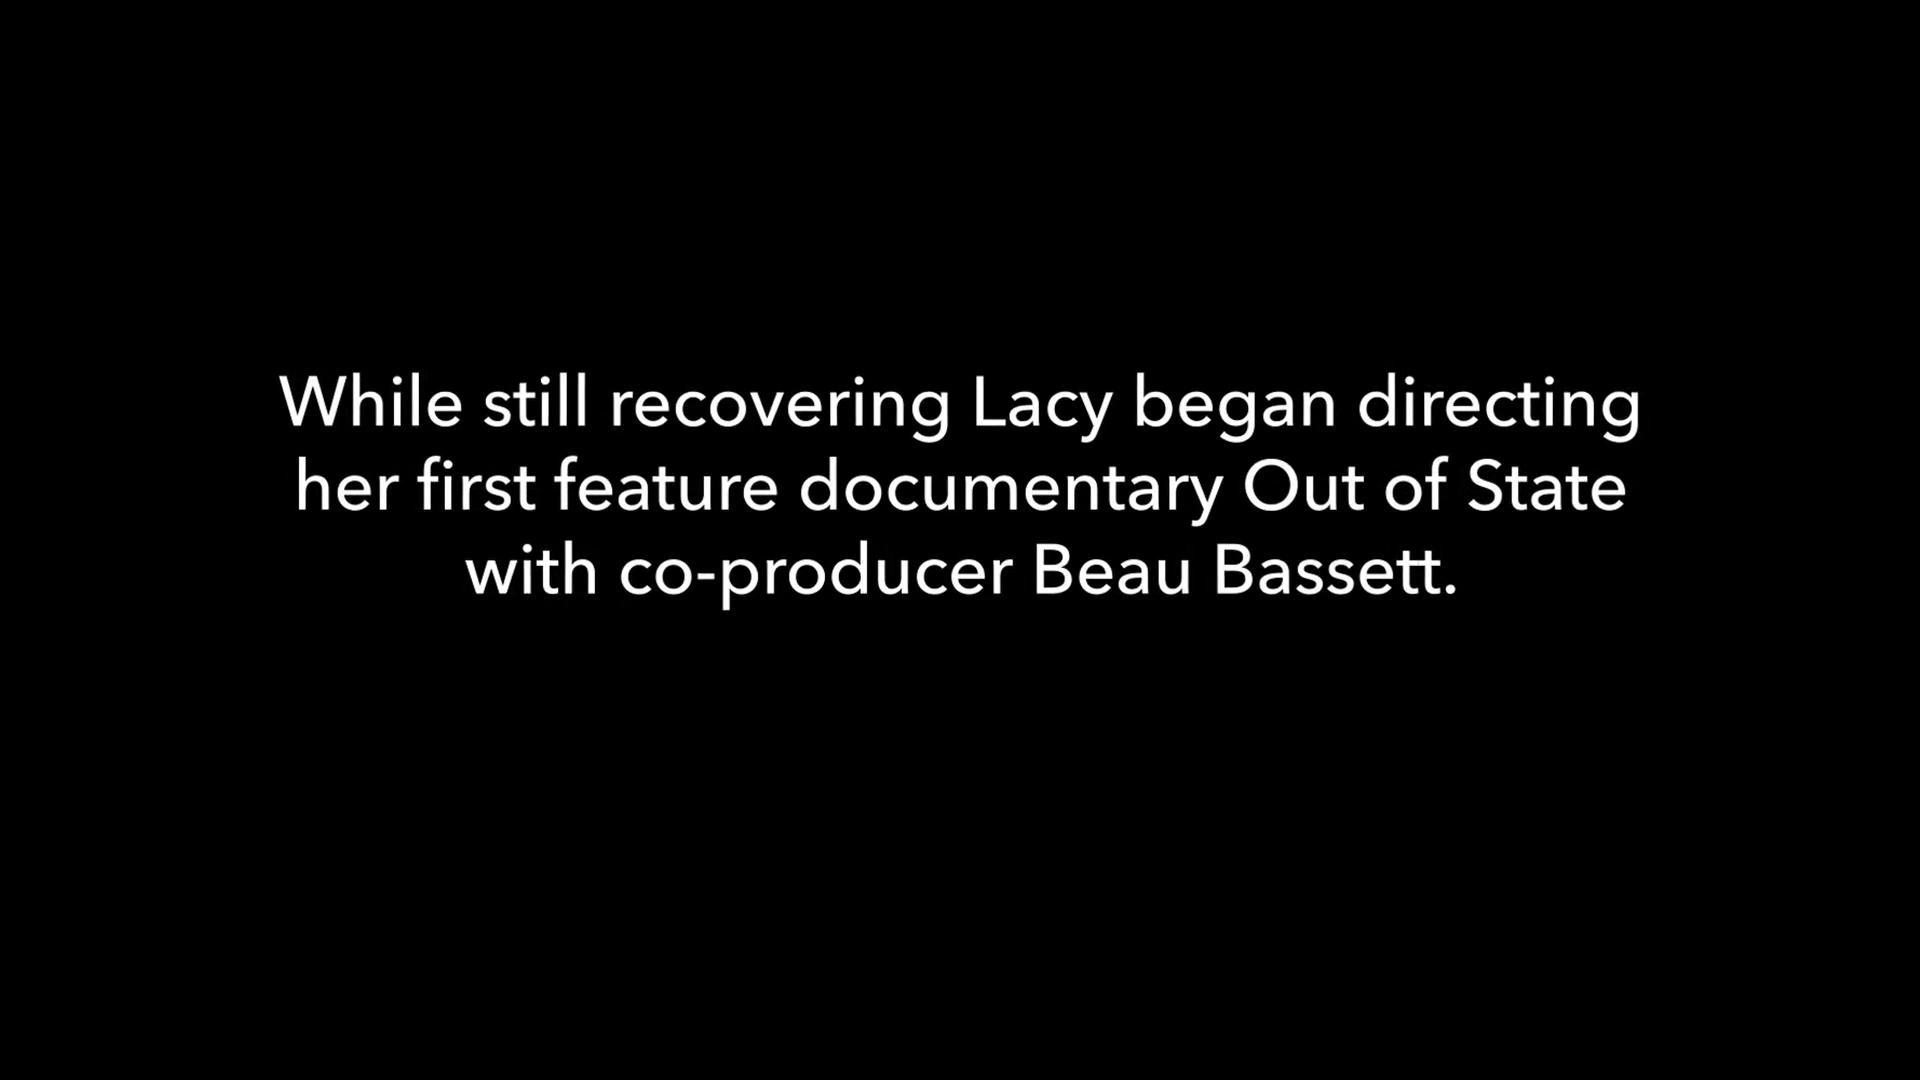 While still recovering Lacy began directing
her first feature documentary Out of State
with co-producer Beau Bassett.